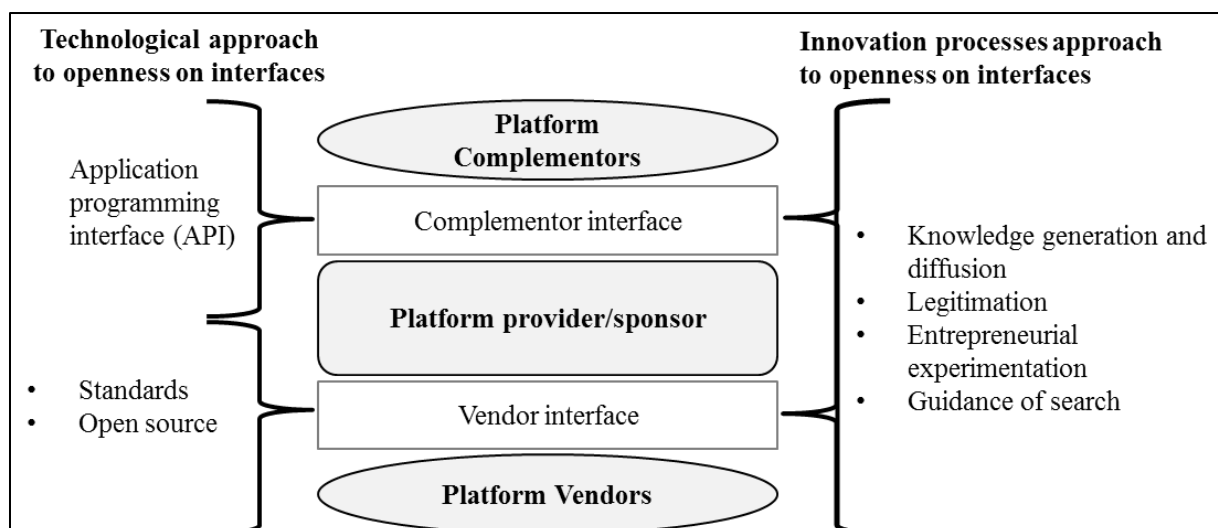 Technological approach
to openness on interfaces
Application
programming
interface (API)
• Standards
• Open source
Platform
Complementors
Complementor interface
Platform provider/sponsor
Vendor interface
Platform Vendors
Innovation processes approach
to openness on interfaces
• Knowledge generation and
diffusion
• Legitimation
• Entrepreneurial
experimentation
• Guidance of search